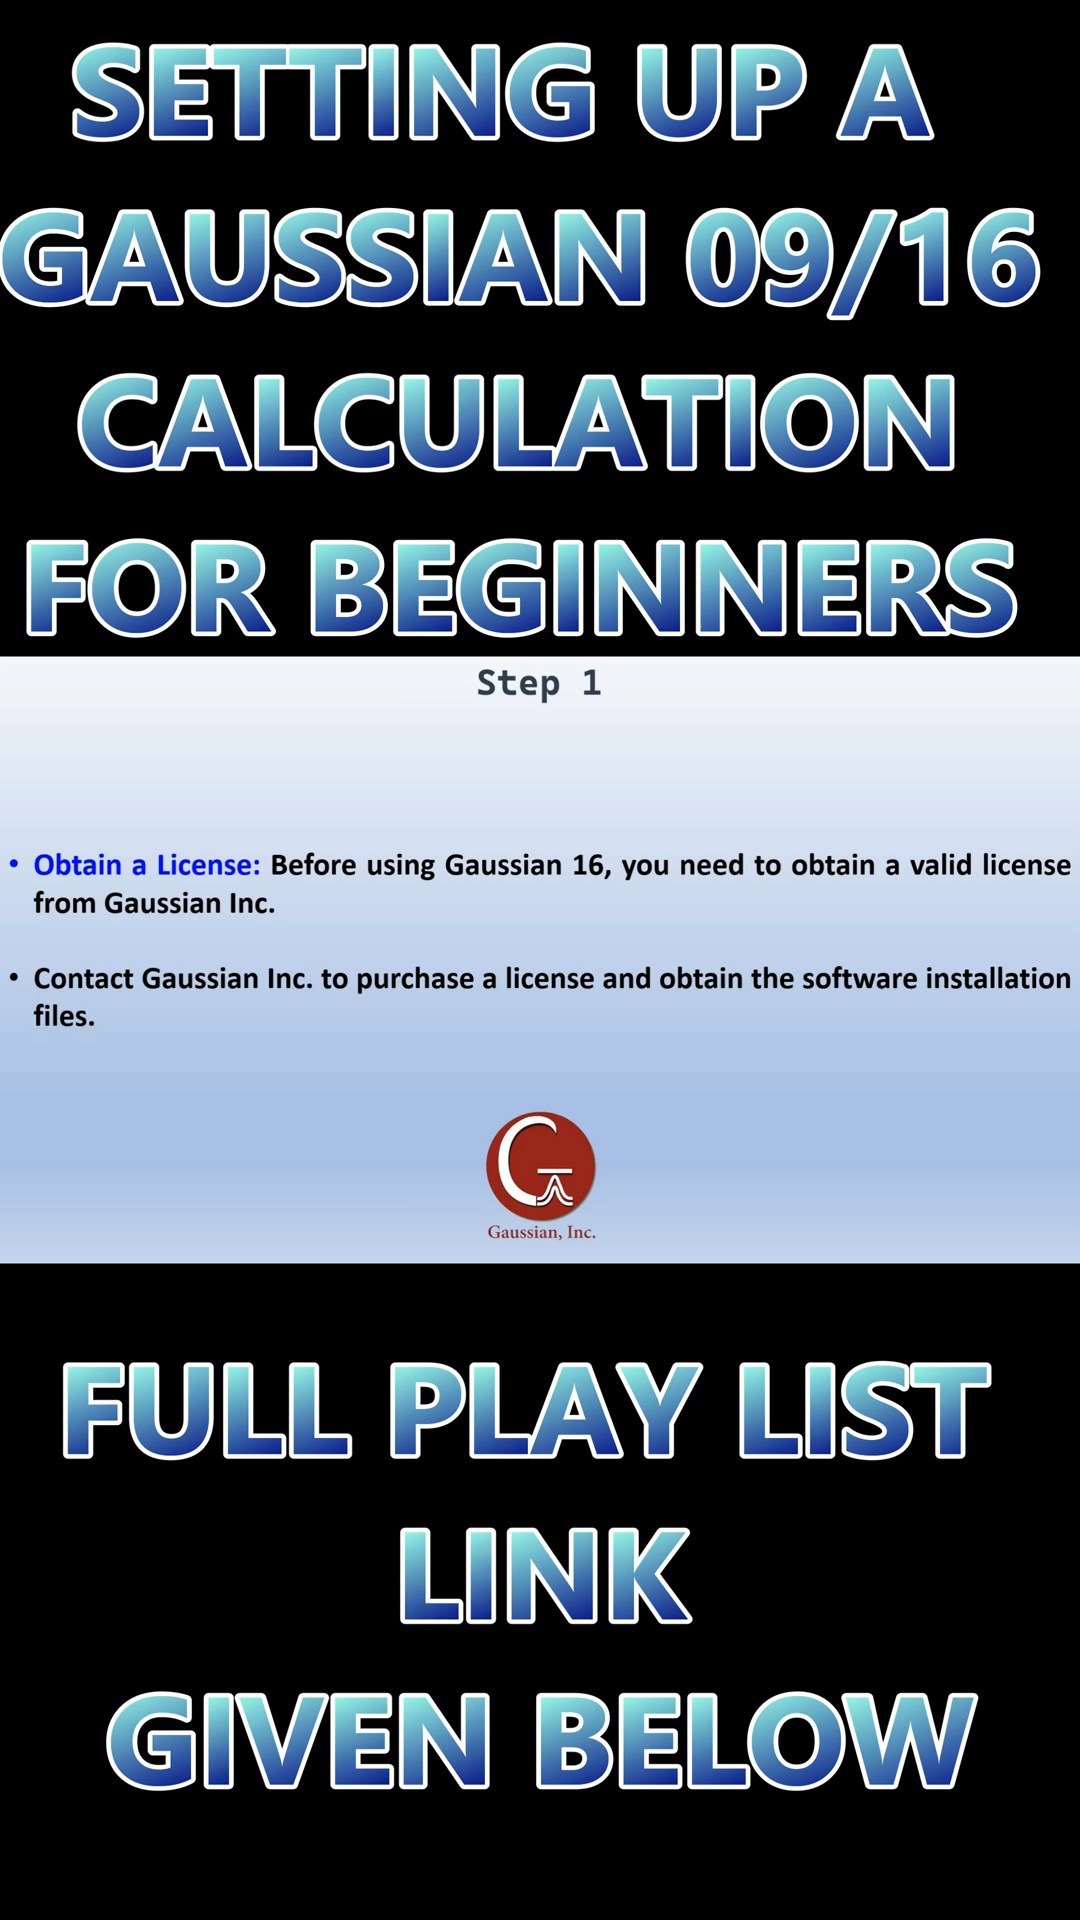 SETTING UP A
GAUSSIAN 09/16
CALCULATION
FOR BEGINNERS
Step 1
• Obtain a License: Before using Gaussian 16, you need to obtain a valid license
from Gaussian Inc.
• Contact Gaussian Inc. to purchase a license and obtain the software installation
files.
G
Gaussian, Inc.
FULL PLAY LIST
LINK
GIVEN BELOW